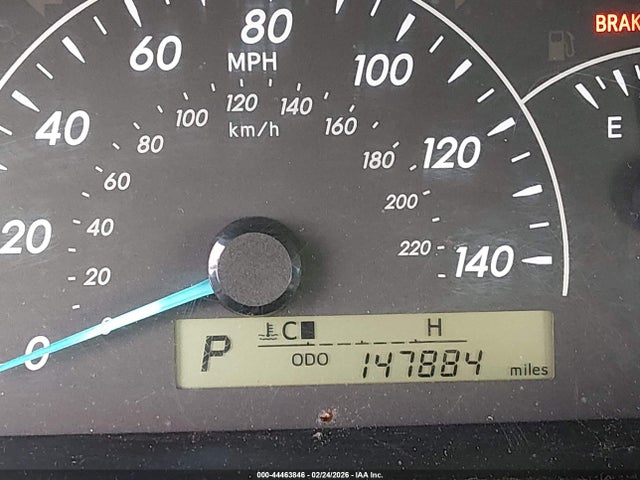 BRAK
0 20 40 60 80 100 120 140
MPH
0 20 40 60 80 100 120 140 160 180 200 220
km/h
E
P
C H
ODO 147884 miles
000-44463846 - 02/24/2026 - IAA Inc.